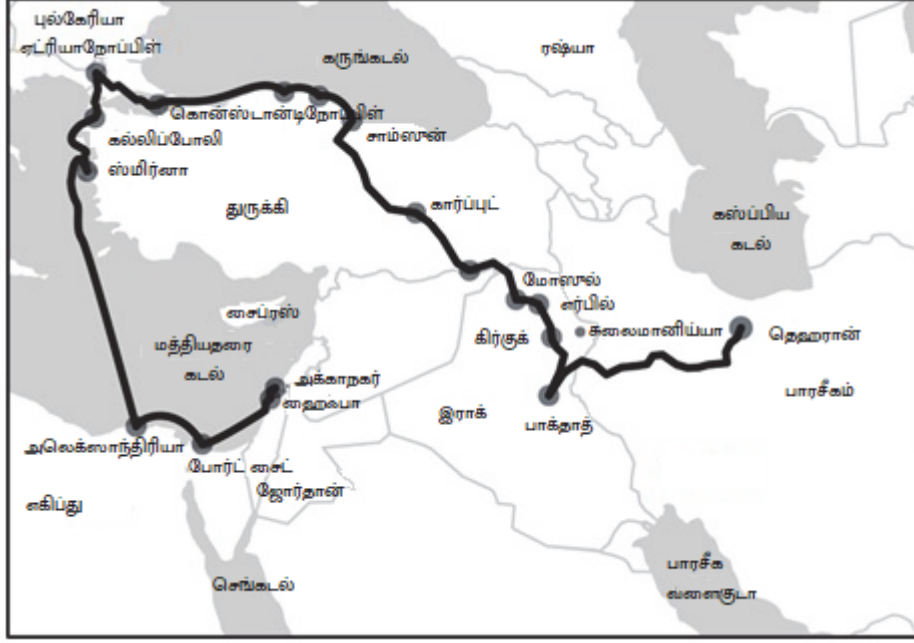 புல்கேரியா
ஏட்ரியாநோப்பிள்
கருங்கடல்
ரஷ்யா
கொன்ஸ்டான்டிநோப்பிள்
கல்லிப்போலி
சாம்ஸுன்
ஸ்மிர்னா
துருக்கி
கார்ப்புட்
கஸ்ப்பிய
கடல்
மோஸுல்
எர்பில்
சைப்ரஸ்
கிர்குக்
சுலைமானிய்யா
தெஹரான்
மத்தியதரை
கடல்
அக்காநகர்
ஹைஃபா
பாரசீகம்
இராக்
பாக்தாத்
அலெக்ஸாந்திரியா
போர்ட் சைட்
ஜோர்தான்
எகிப்து
செங்கடல்
பாரசீக
வளைகுடா